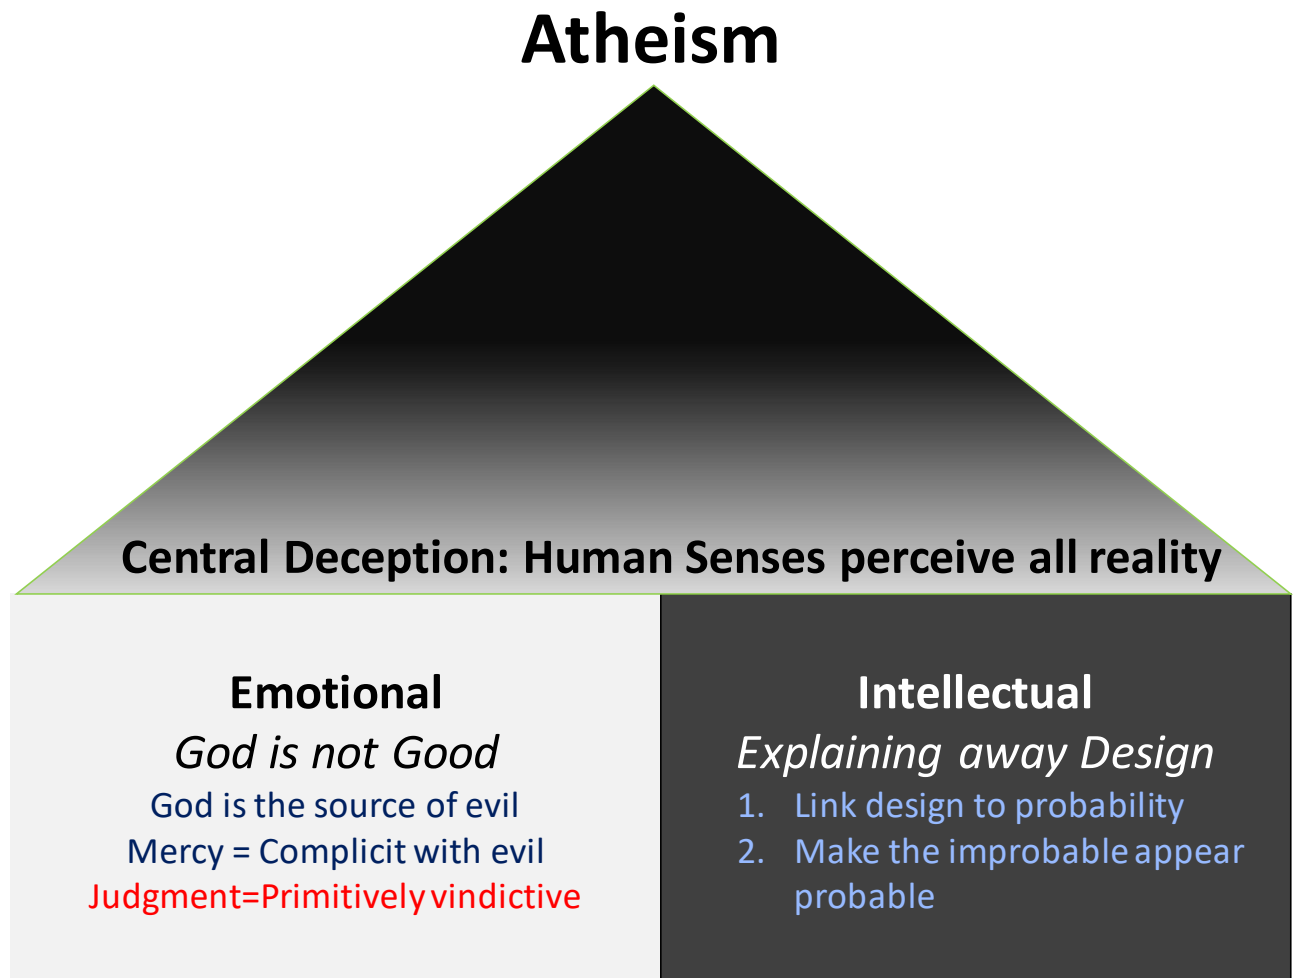 Atheism
Central Deception: Human Senses perceive all reality
Emotional
God is not Good
God is the source of evil
Mercy = Complicit with evil
Judgment=Primitively vindictive
Intellectual
Explaining away Design
1. Link design to probability
2. Make the improbable appear
probable